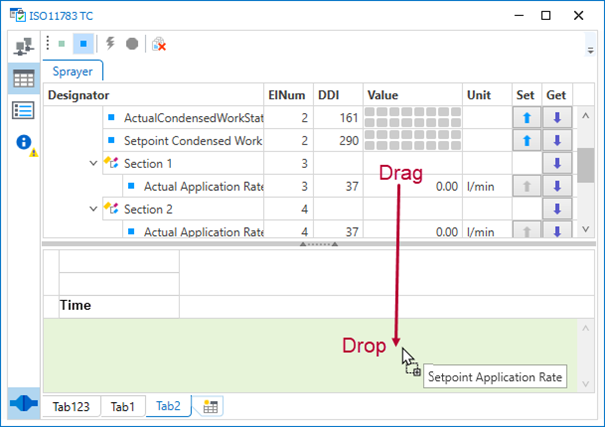 ISO11783 TC
Sprayer
Designator ElNum DDI Value Unit Set Get
ActualCondensedWorkStat 2 161
Setpoint Condensed Work 2 290
Section 1 3
Drag
Actual Application Rate 3 37 0.00 l/min
Section 2 4
Actual Application Rate 4 37 0.00 l/min
Time
Drop
Setpoint Application Rate
Tab123 Tab1 Tab2